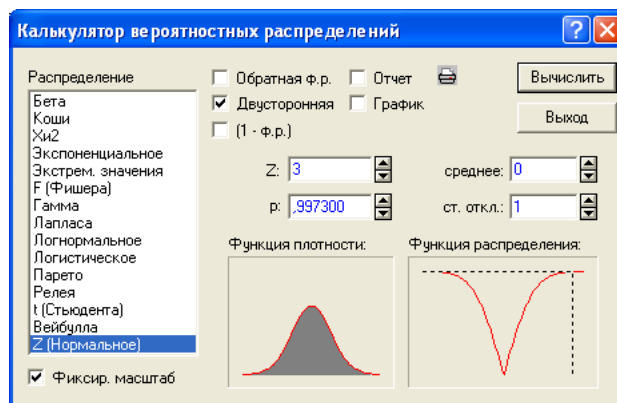 Калькулятор вероятностных распределений
Распределение
Бета
Коши
Хи2
Экспоненциальное
Экстрем. значения
F (Фишера)
Гамма
Лапласа
Логнормальное
Логистическое
Парето
Релея
t (Стьюдента)
Вейбулла
Z (Нормальное)
Фиксир. масштаб
Обратная ф.р.
Отчет
Двусторонняя
График
(1 - ф.р.)
Вычислить
Выход
Z: 3
среднее: 0
p: ,997300
ст. откл.: 1
Функция плотности:
Функция распределения: